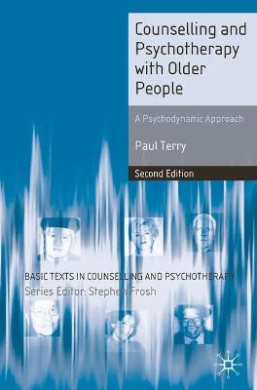 Counselling and
Psychotherapy
with Older
People
A Psychodynamic Approach
Paul Terry
Second Edition
BASIC TEXTS IN COUNSELLING AND PSYCHOTHERAPY
Series Editor: Stephen Frosh